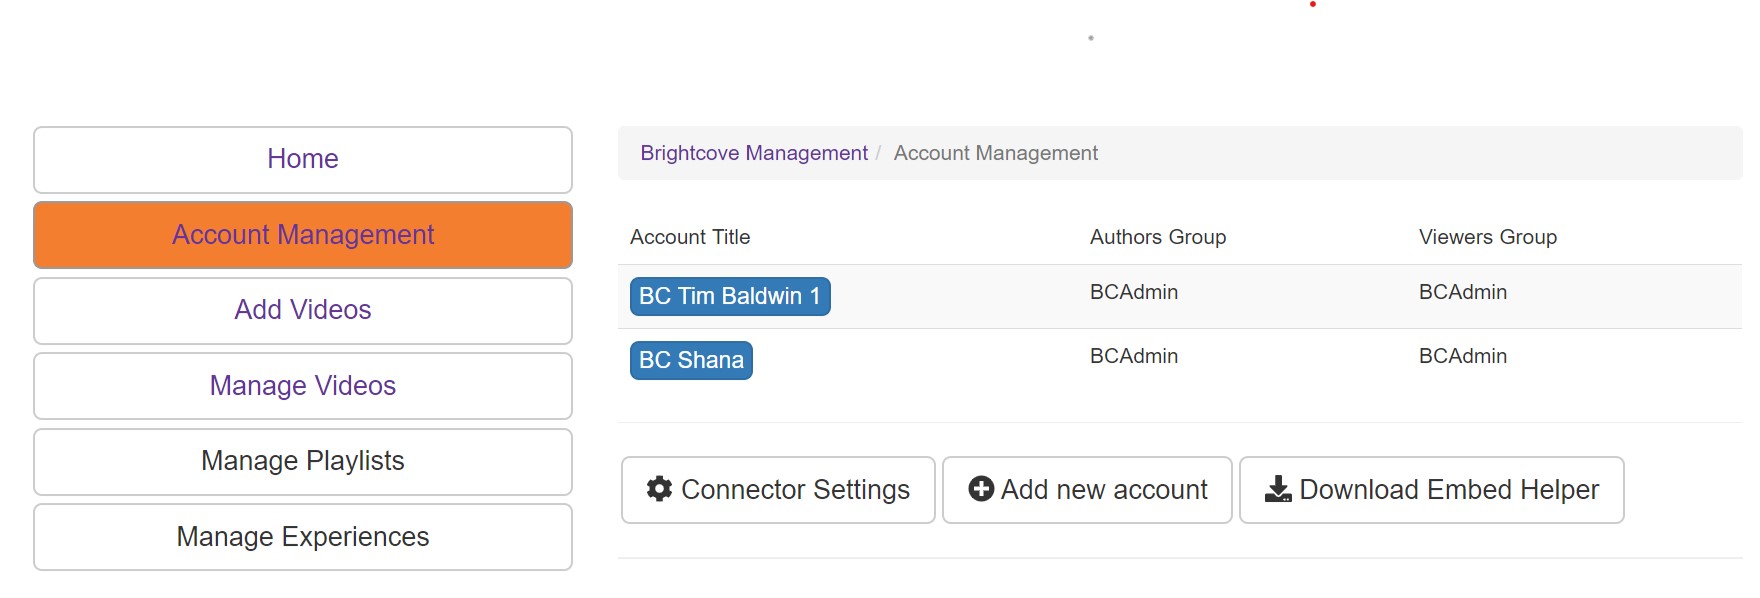 Home
Account Management
Add Videos
Manage Videos
Manage Playlists
Manage Experiences
Brightcove Management / Account Management
Account Title Authors Group Viewers Group
BC Tim Baldwin 1 BCAdmin BCAdmin
BC Shana BCAdmin BCAdmin
Connector Settings Add new account Download Embed Helper